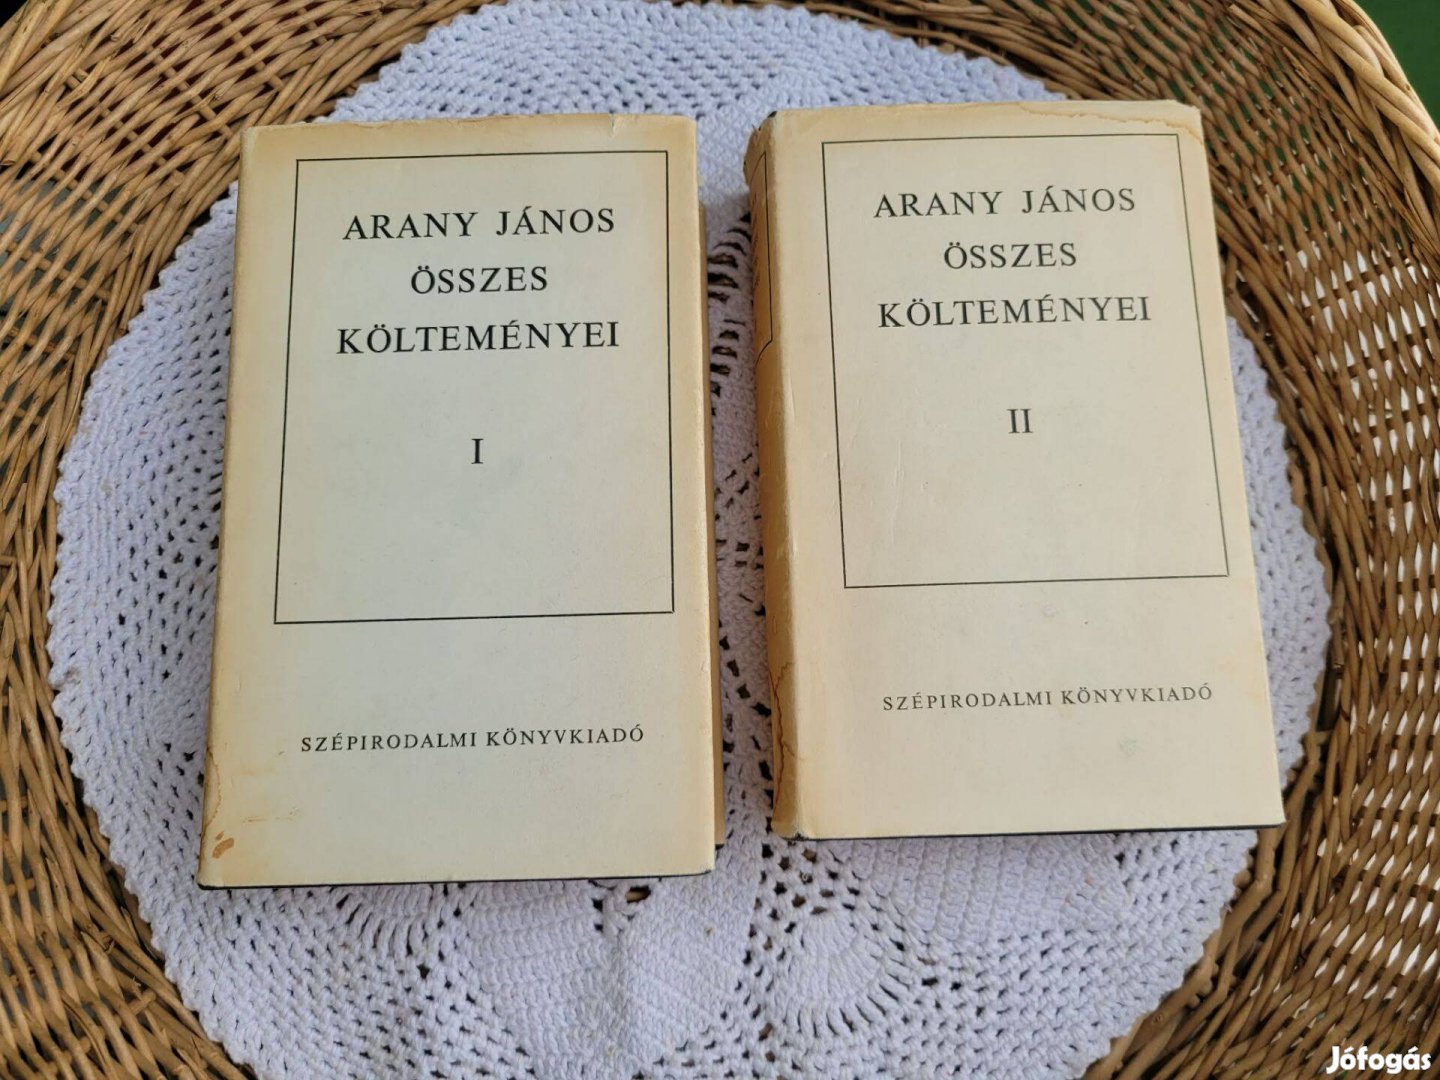 ARANY JÁNOS
ÖSSZES
KÖLTEMÉNYEI
I
SZÉPIRODALMI KÖNYVKIADÓ
ARANY JÁNOS
ÖSSZES
KÖLTEMÉNYEI
II
SZÉPIRODALMI KÖNYVKIADÓ
Jófogás